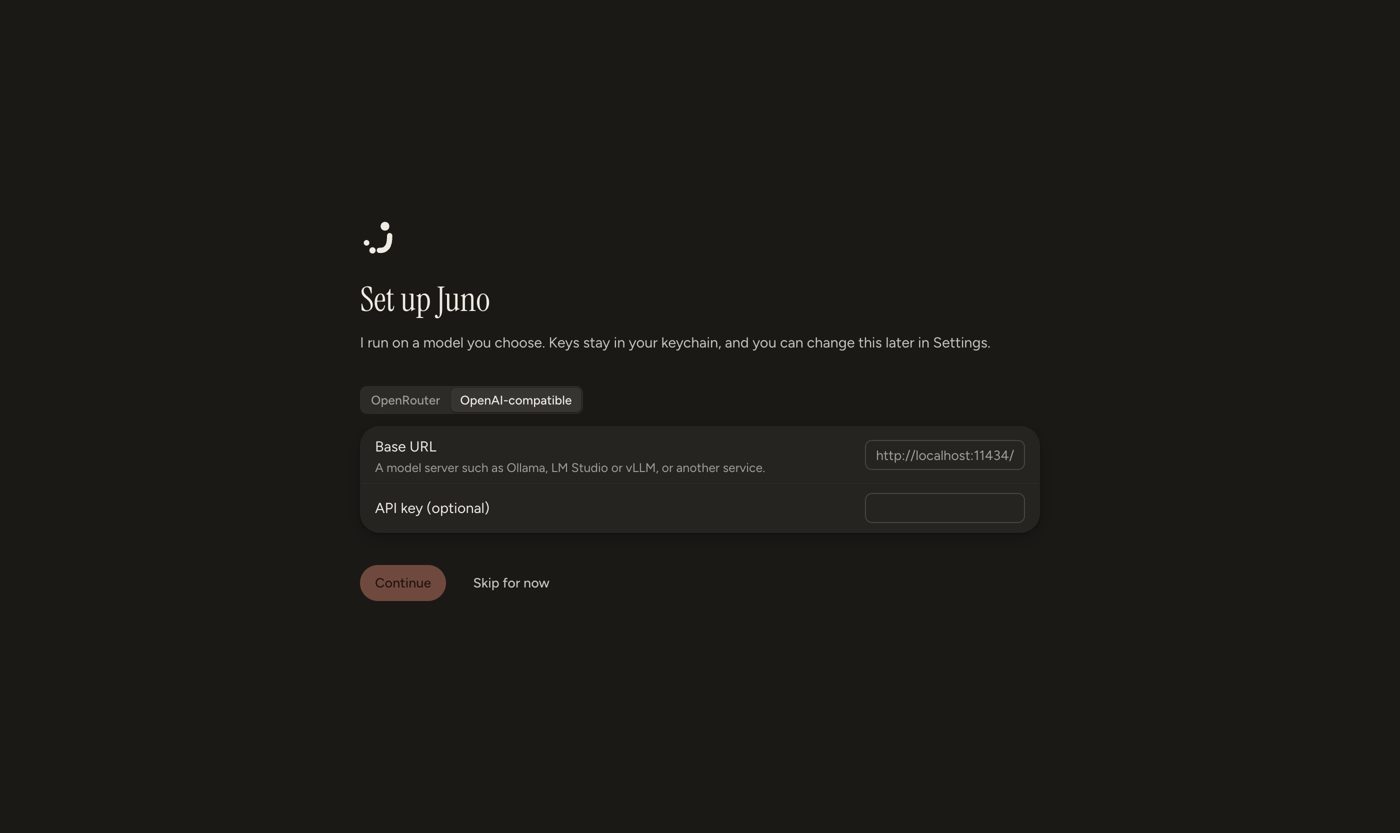 Set up Juno
I run on a model you choose. Keys stay in your keychain, and you can change this later in Settings.
OpenRouter
OpenAI-compatible
Base URL
http://localhost:11434/
A model server such as Ollama, LM Studio or vLLM, or another service.
API key (optional)
Continue
Skip for now